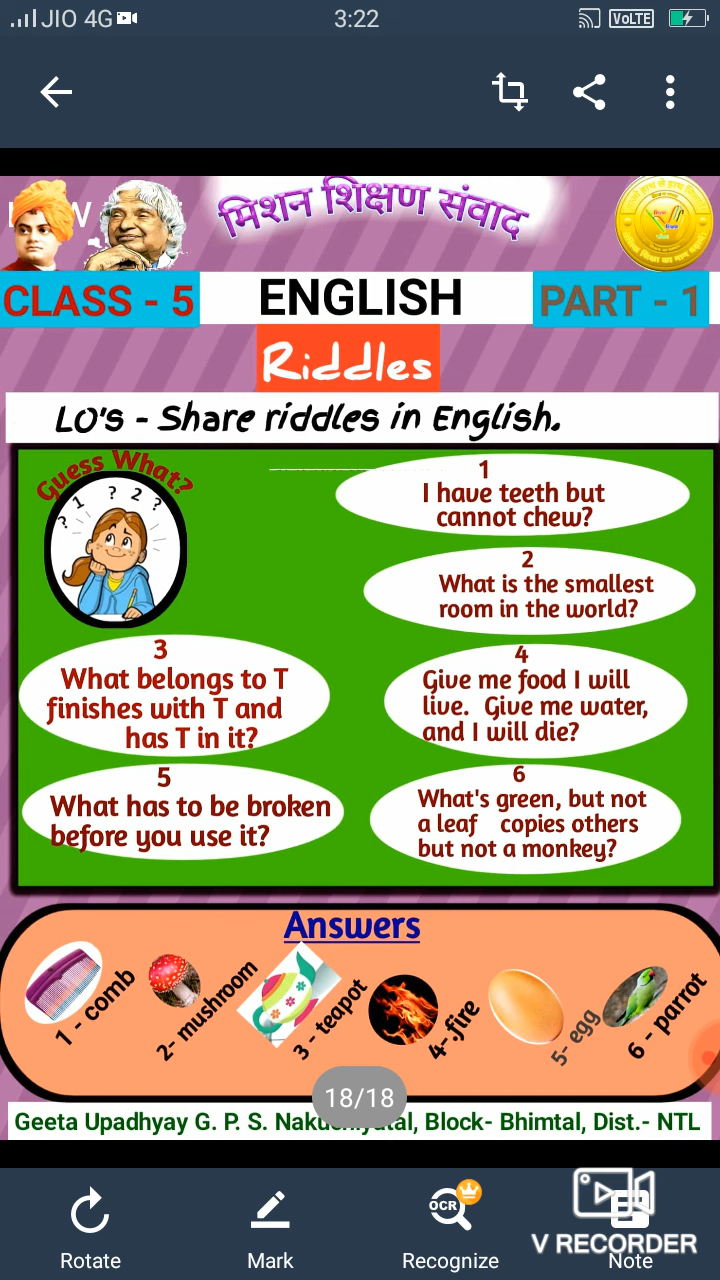 JIO 4G 3:22 VoLTE
मिशन शिक्षण संवाद
CLASS - 5 ENGLISH PART - 1
Riddles
LO's - Share riddles in English.
Guess What?
? 1 ? 2 ?
1
I have teeth but
cannot chew?
2
What is the smallest
room in the world?
3
What belongs to T
finishes with T and
has T in it?
4
Give me food I will
live. Give me water,
and I will die?
5
What has to be broken
before you use it?
6
What's green, but not
a leaf copies others
but not a monkey?
Answers
1 - comb
2- mushroom
3 - teapot
4-.fire
5- egg
6 - parrot
18/18
Geeta Upadhyay G. P. S. Block- Bhimtal, Dist.- NTL
OCR
Rotate Mark Recognize Note
V RECORDER